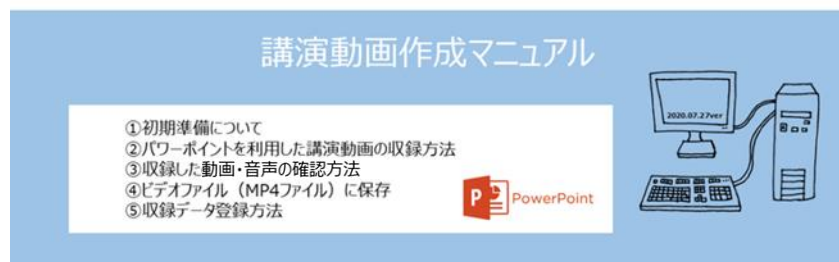 講演動画作成マニュアル
①初期準備について
②パワーポイントを利用した講演動画の収録方法
③収録した動画・音声の確認方法
④ビデオファイル（MP4ファイル）に保存
⑤収録データ登録方法
P
PowerPoint
2020.07.27ver